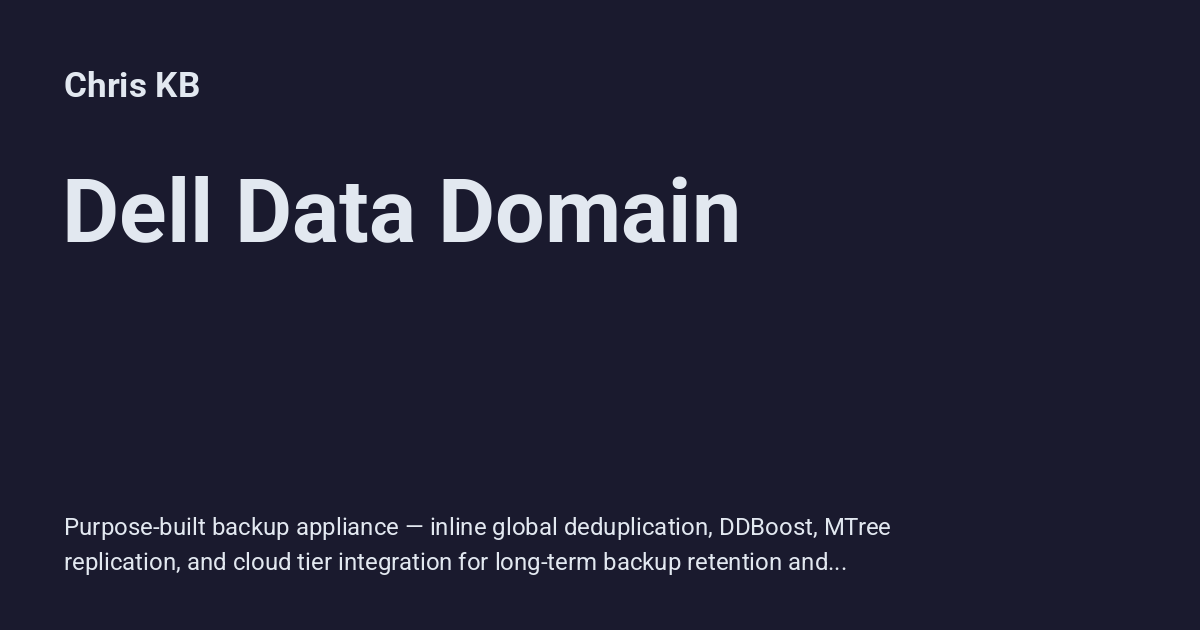 Chris KB
Dell Data Domain
Purpose-built backup appliance — inline global deduplication, DDBoost, MTree
replication, and cloud tier integration for long-term backup retention and...